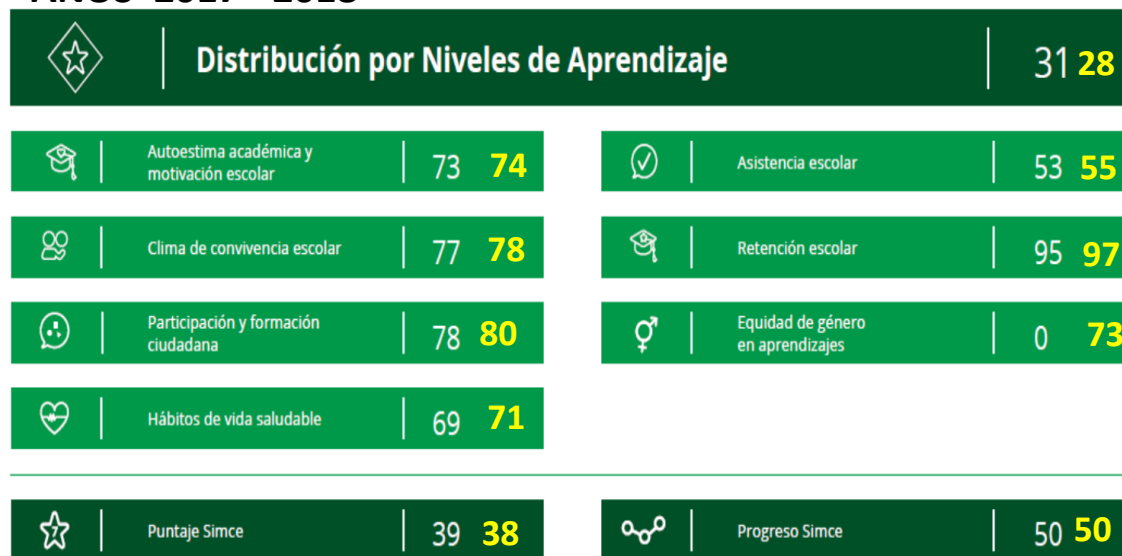 Distribución por Niveles de Aprendizaje 31 28
Autoestima académica y
motivación escolar 73 74
Asistencia escolar 53 55
Clima de convivencia escolar 77 78
Retención escolar 95 97
Participación y formación
ciudadana 78 80
Equidad de género
en aprendizajes 0 73
Hábitos de vida saludable 69 71
Puntaje Simce 39 38
Progreso Simce 50 50